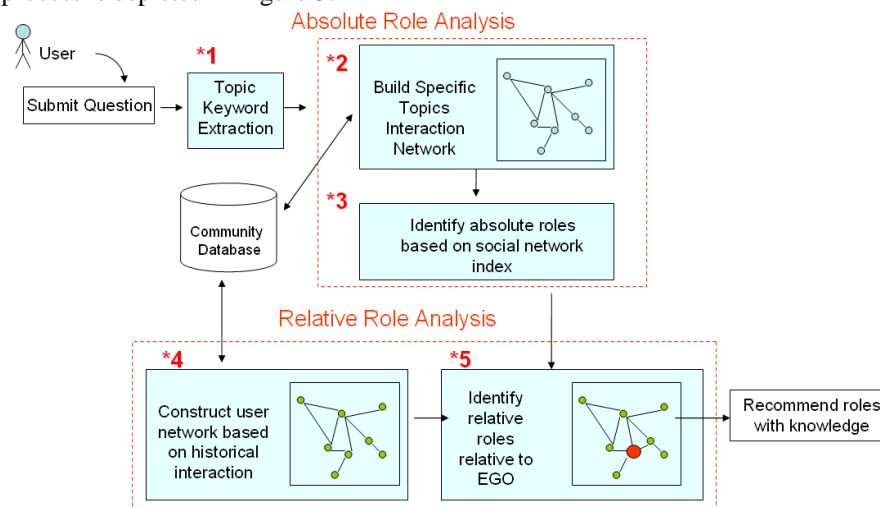 Absolute Role Analysis
User
*1
*2
Submit Question
Topic
Keyword
Extraction
Build Specific
Topics
Interaction
Network
*3
Community
Database
Identify absolute roles
based on social network
index
Relative Role Analysis
*4
*5
Construct user
network based
on historical
interaction
Identify
relative
roles
relative to
EGO
Recommend roles
with knowledge